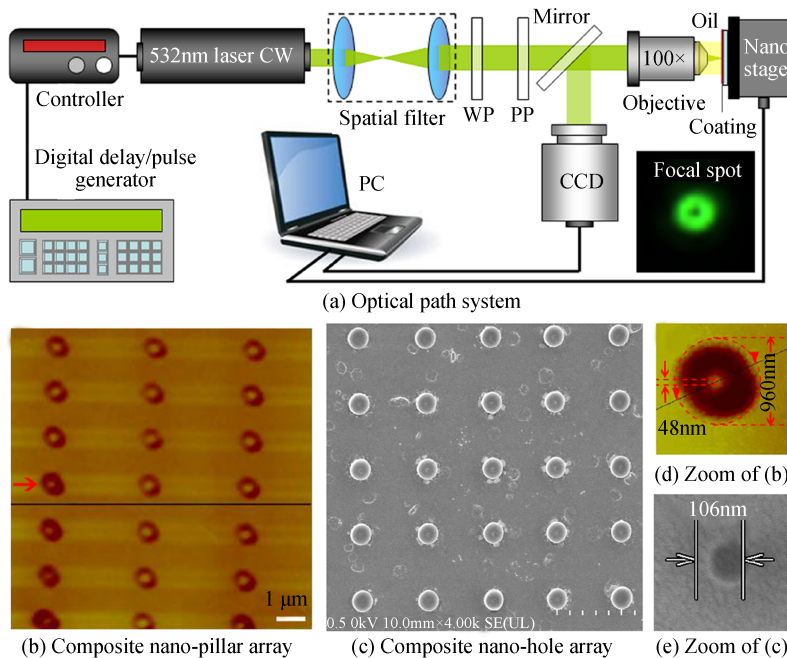 Mirror
Oil
532nm laser CW
100×
Nano
stage
Controller
Spatial filter
WP
PP
Objective
Coating
Digital delay/pulse
generator
PC
CCD
Focal spot
(a) Optical path system
1 μm
0.5 0kV 10.0mm×4.00k SE(UL)
960nm
48nm
(d) Zoom of (b)
106nm
(b) Composite nano-pillar array
(c) Composite nano-hole array
(e) Zoom of (c)